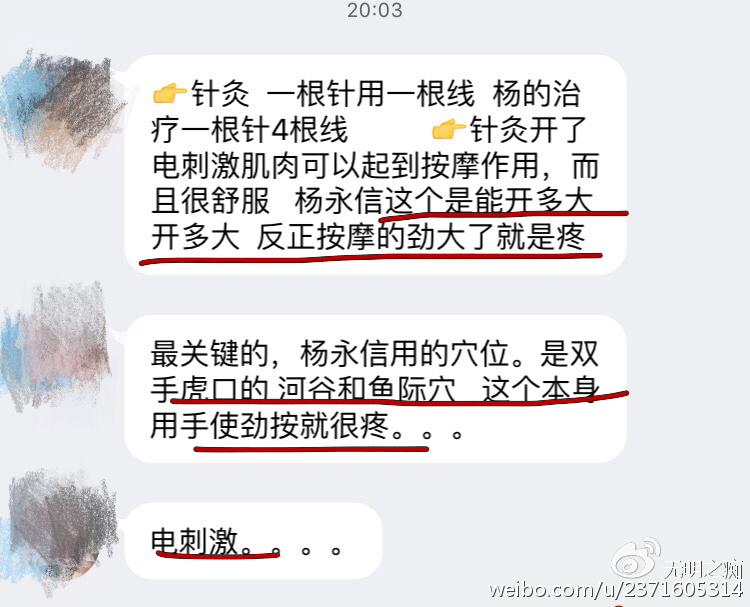 20:03
👉针灸 一根针用一根线 杨的治
疗一根针4根线 👉针灸开了
电刺激肌肉可以起到按摩作用，而
且很舒服 杨永信这个是能开多大
开多大 反正按摩的劲大了就是疼
最关键的，杨永信用的穴位。是双
手虎口的 河谷和鱼际穴 这个本身
用手使劲按就很疼。。。
电刺激。。。。
无明之痴
weibo.com/u/2371605314